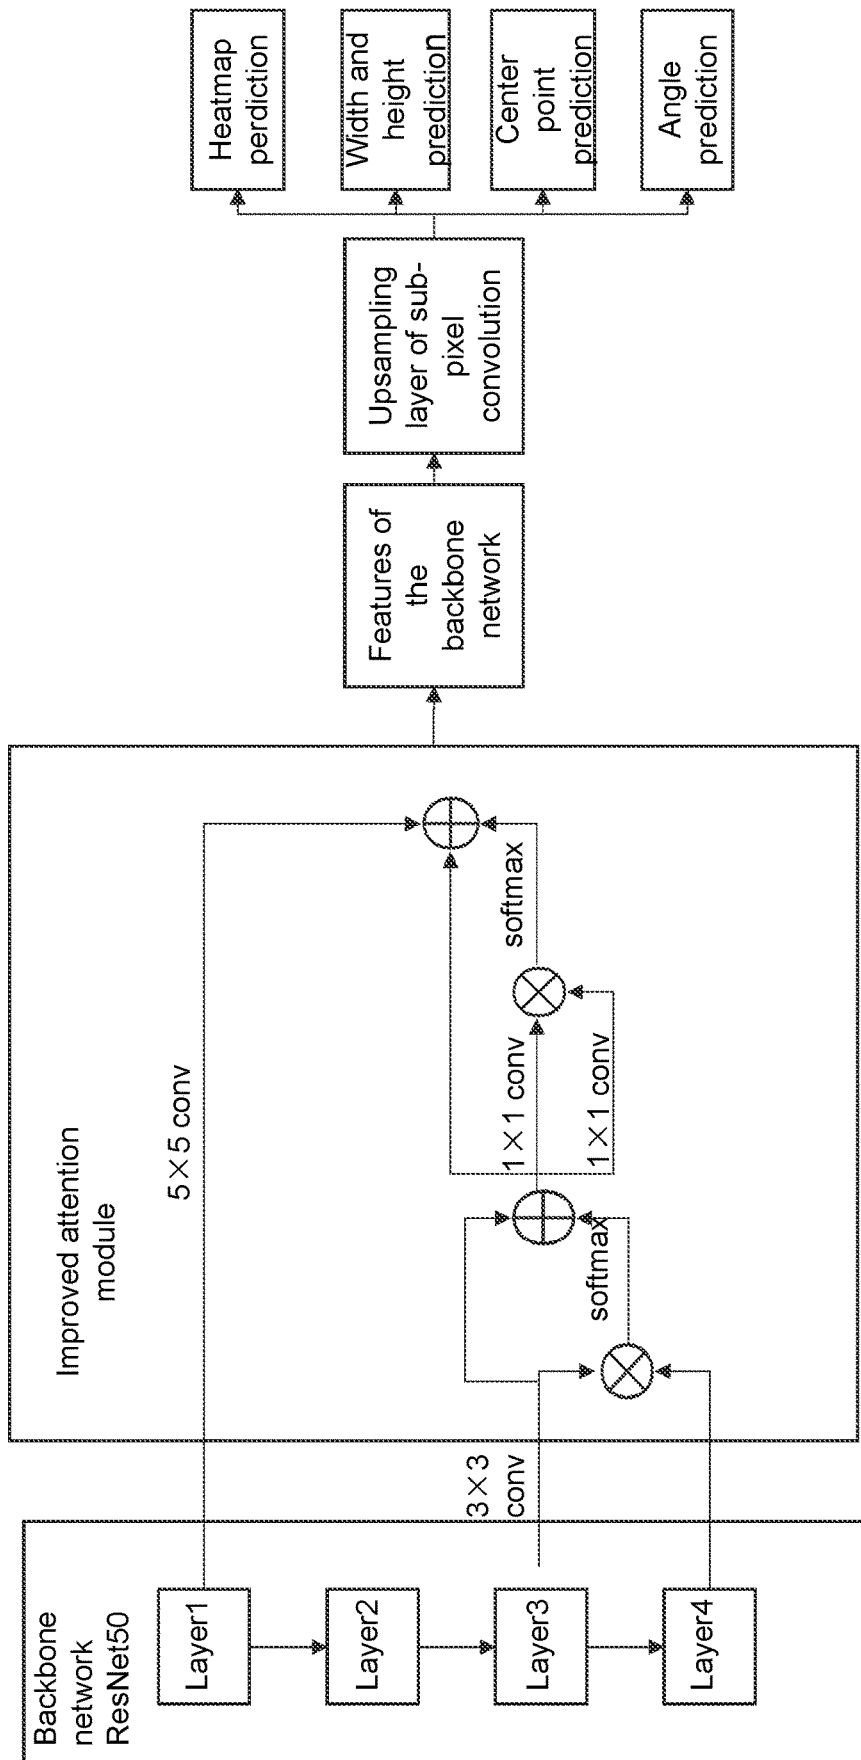 Backbone
network
ResNet50
Layer1
Layer2
Layer3
Layer4
3×3
conv
Improved attention
module
5×5 conv
softmax
1×1 conv
1×1 conv
softmax
Features of
the
backbone
network
Upsampling
layer of sub-
pixel
convolution
Heatmap
perdiction
Width and
height
prediction
Center
point
prediction
Angle
prediction